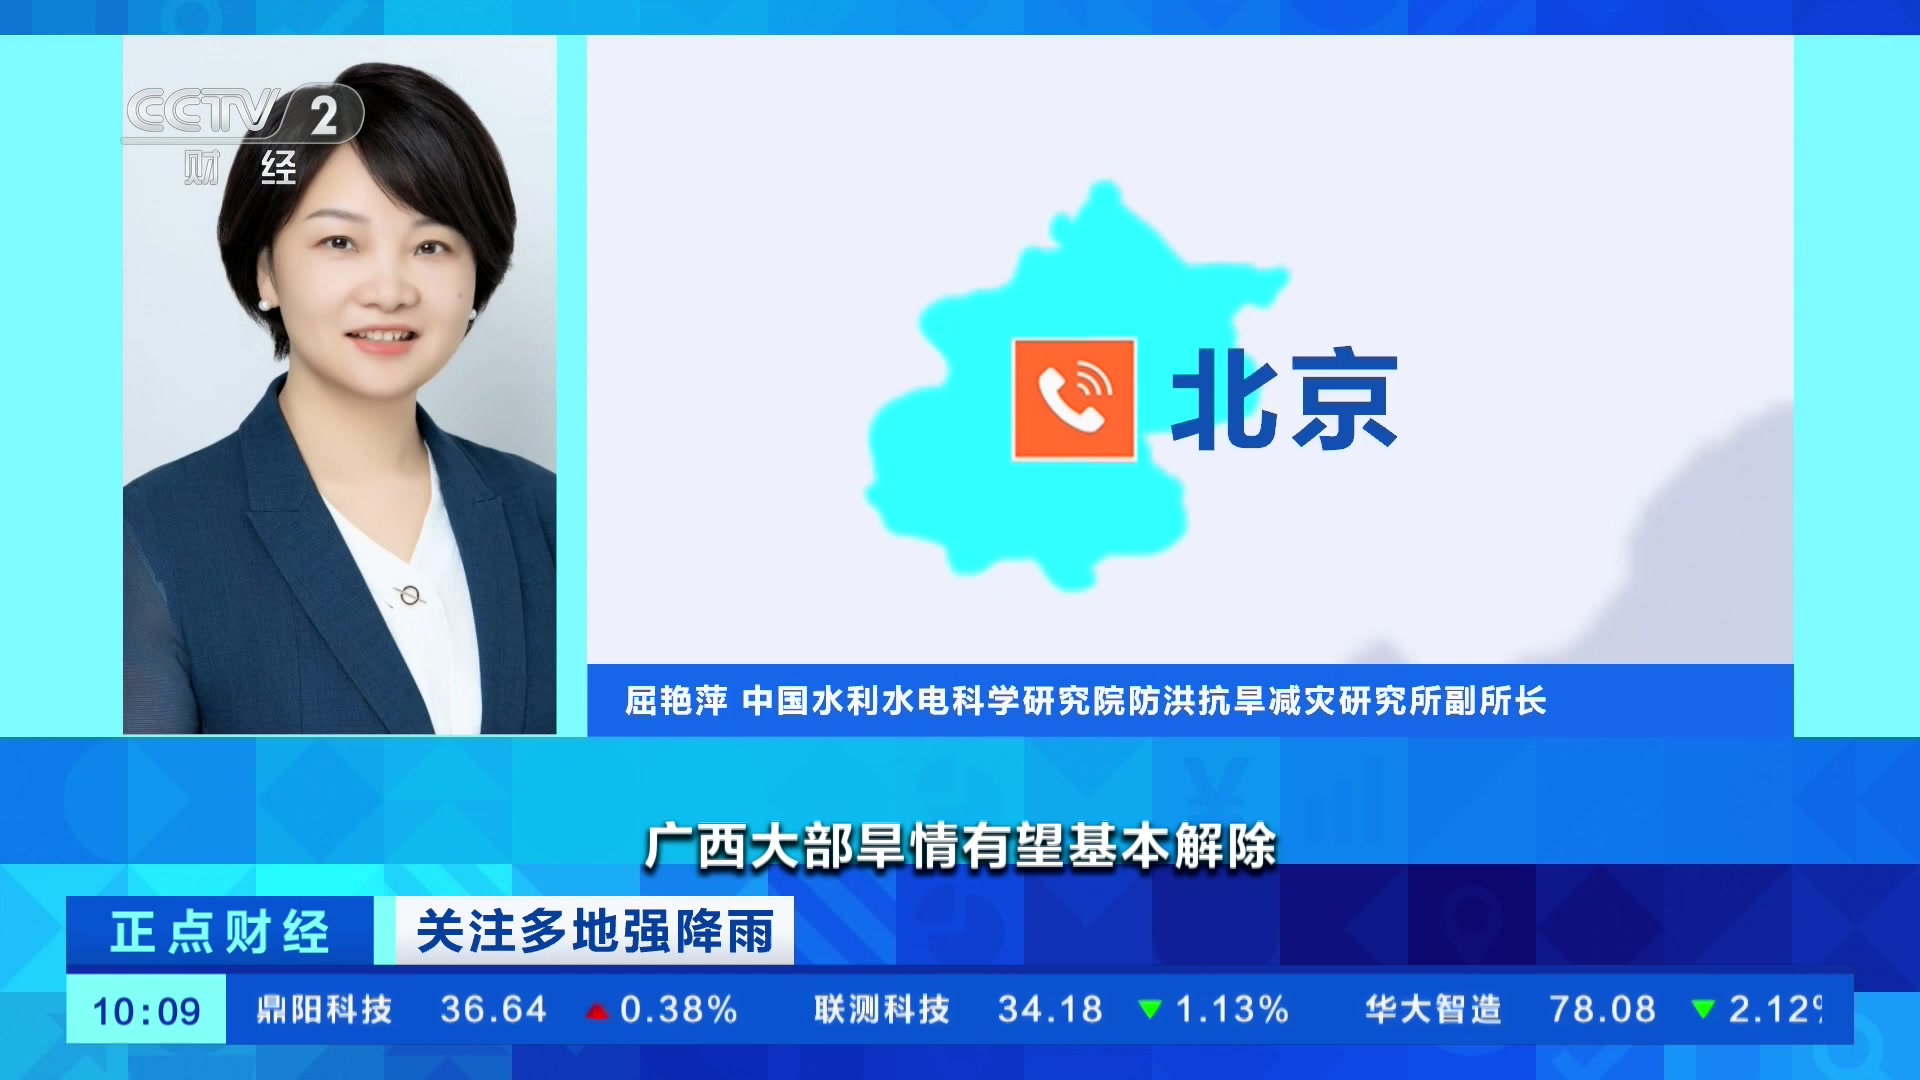 CCTV 2
财经
北京
屈艳萍 中国水利水电科学研究院防洪抗旱减灾研究所副所长
广西大部旱情有望基本解除
正点财经
关注多地强降雨
10:09 鼎阳科技 36.64 ▲0.38% 联测科技 34.18 ▼1.13% 华大智造 78.08 ▼2.12%